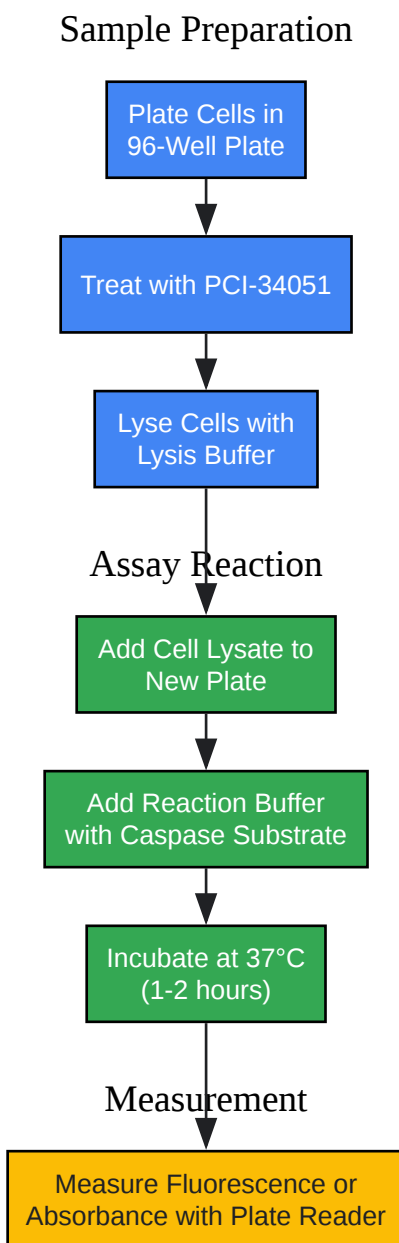 Sample Preparation
Plate Cells in
96-Well Plate
Treat with PCI-34051
Lyse Cells with
Lysis Buffer
Assay Reaction
Add Cell Lysate to
New Plate
Add Reaction Buffer
with Caspase Substrate
Incubate at 37°C
(1-2 hours)
Measurement
Measure Fluorescence or
Absorbance with Plate Reader